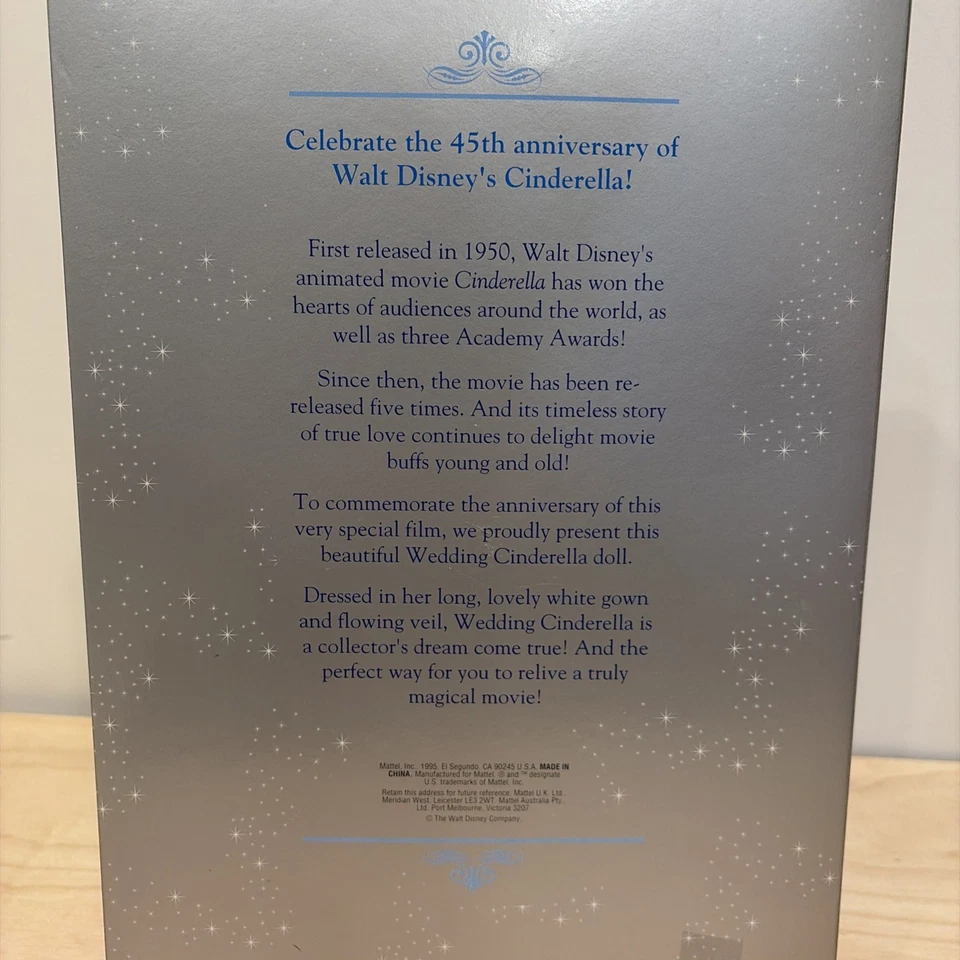 Celebrate the 45th anniversary of
Walt Disney's Cinderella!
First released in 1950, Walt Disney's
animated movie Cinderella has won the
hearts of audiences around the world, as
well as three Academy Awards!
Since then, the movie has been re-
released five times. And its timeless story
of true love continues to delight movie
buffs young and old!
To commemorate the anniversary of this
very special film, we proudly present this
beautiful Wedding Cinderella doll.
Dressed in her long, lovely white gown
and flowing veil, Wedding Cinderella is
a collector's dream come true! And the
perfect way for you to relive a truly
magical movie!
Mattel, Inc., 1995. El Segundo, CA 90245 U.S.A. MADE IN
CHINA. Manufactured for Mattel. ® and ™ designate
U.S. trademarks of Mattel, Inc.
Retain this address for future reference: Mattel U.K. Ltd.,
Meridian West, Leicester LE3 2WT. Mattel Australia Pty.,
Ltd. Port Melbourne, Victoria 3207.
© The Walt Disney Company.